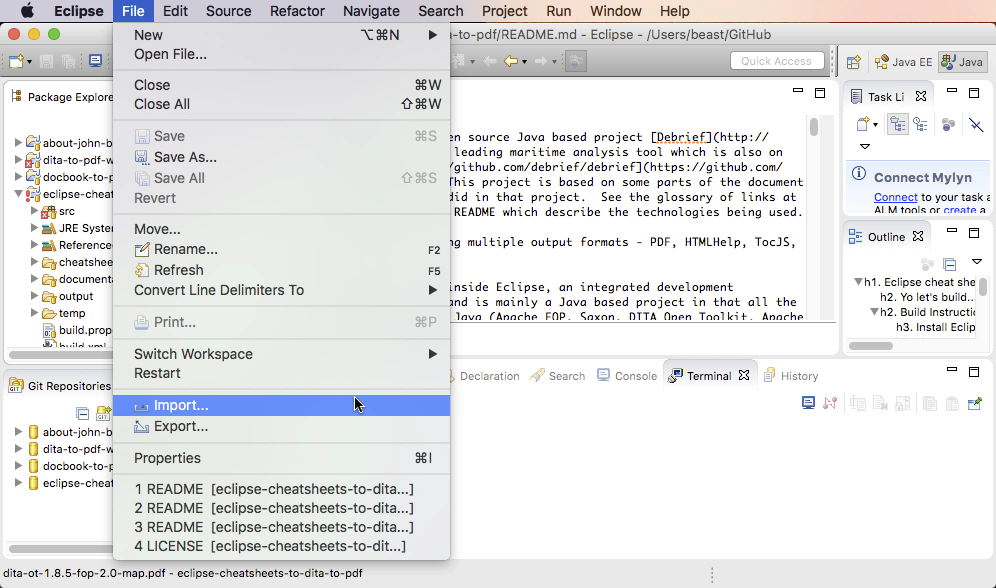 Eclipse File Edit Source Refactor Navigate Search Project Run Window Help
-to-pdf/README.md - Eclipse - /Users/beast/GitHub
Quick Access
Java EE
Java
New ⌥⌘N
Open File...
Close ⌘W
Close All ⇧⌘W
Save ⌘S
Save As...
Save All ⇧⌘S
Revert
Move...
Rename... F2
Refresh F5
Convert Line Delimiters To
Print... ⌘P
Switch Workspace
Restart
Import...
Export...
Properties ⌘I
1 README [eclipse-cheatsheets-to-dita...]
2 README [eclipse-cheatsheets-to-dita...]
3 README [eclipse-cheatsheets-to-dita...]
4 LICENSE [eclipse-cheatsheets-to-dit...]
Package Explore
about-john-b
dita-to-pdf-w
docbook-to-p
eclipse-cheat
src
JRE Syste
Reference
cheatshee
documenta
output
temp
build.prop
build.xml
Git Repositories
about-john-b
dita-to-pdf-w
docbook-to-p
eclipse-cheat
en source Java based project [Debrief](http://
leading maritime analysis tool which is also on
github.com/debrief/debrief](https://github.com/
his project is based on some parts of the document
did in that project. See the glossary of links at
README which describe the technologies being used.
ng multiple output formats - PDF, HTMLHelp, TocJS,
inside Eclipse, an integrated development
and is mainly a Java based project in that all the
Java (Apache FOP, Saxon, DITA Open Toolkit, Apache
Task Li
Connect Mylyn
Connect to your task a
ALM tools or create a
Outline
h1. Eclipse cheat she
h2. Yo let's build...
h2. Build Instructio
h3. Install Eclip
Declaration
Search
Console
Terminal
History
dita-ot-1.8.5-fop-2.0-map.pdf - eclipse-cheatsheets-to-dita-to-pdf